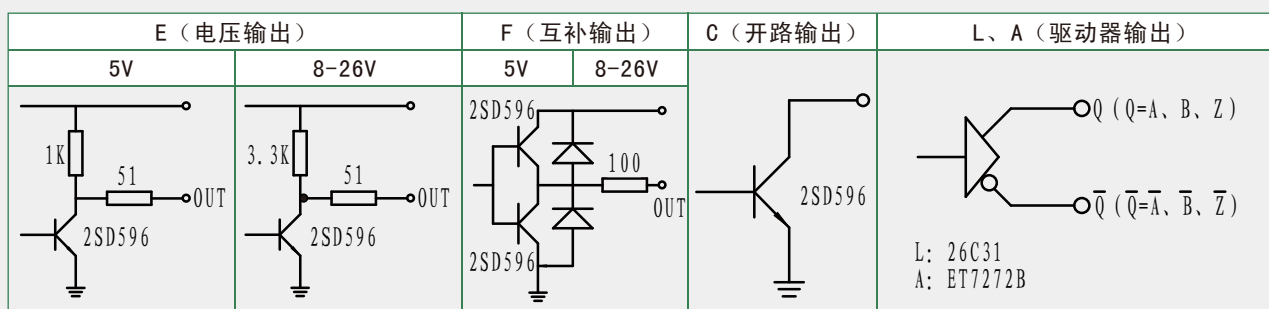 E（电压输出）
F（互补输出）
C（开路输出）
L、A（驱动器输出）
5V
8-26V
5V
8-26V
1K
51
OUT
2SD596
3.3K
51
OUT
2SD596
2SD596
100
OUT
2SD596
2SD596
Q（Q=A、B、Z）
Q̅（Q̅=A̅、B̅、Z̅）
L: 26C31
A: ET7272B